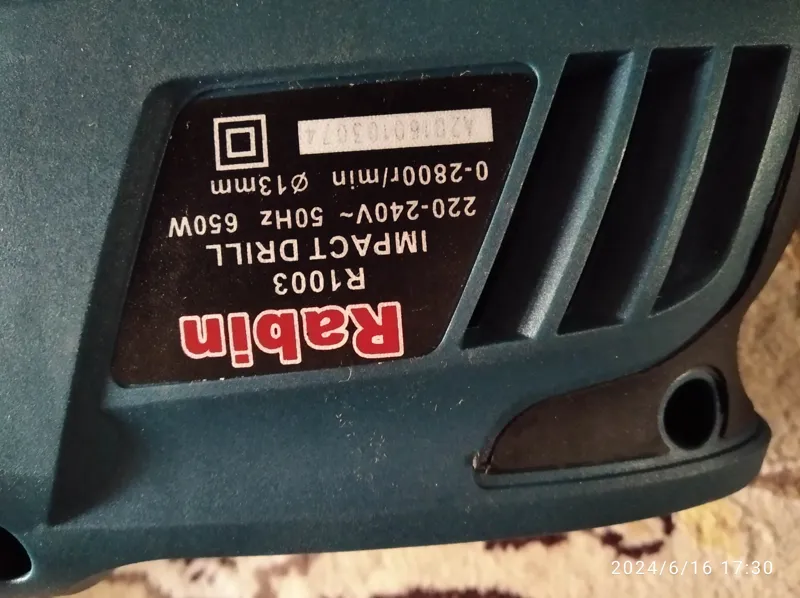 Rabin
R1003
IMPACT DRILL
220-240V~ 50Hz 650W
0-2800r/min Ø13mm
A20160103074
2024/6/16 17:30